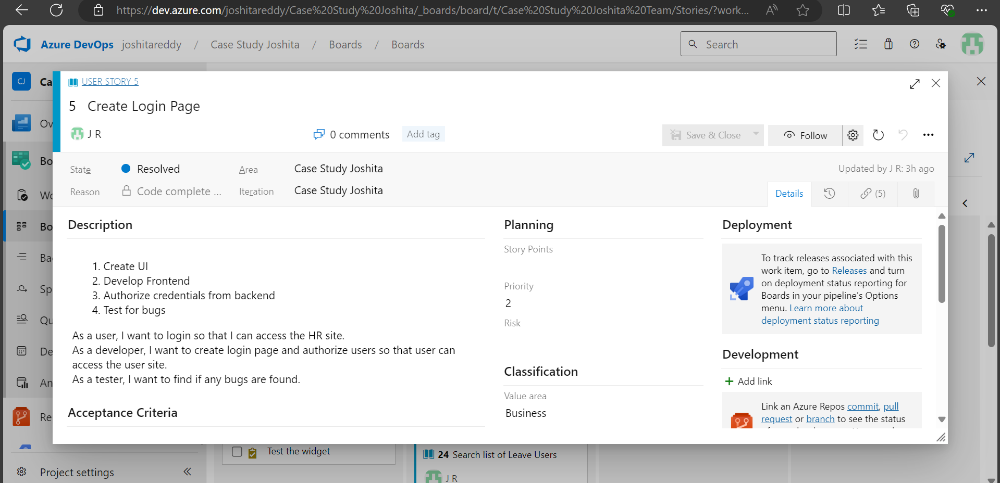 https://dev.azure.com/joshitareddy/Case%20Study%20Joshita/_boards/board/t/Case%20Study%20Joshita%20Team/Stories/?work...
Azure DevOps joshitareddy / Case Study Joshita / Boards / Boards
Search
CJ Ca
USER STORY 5
5 Create Login Page
J R
0 comments
Add tag
Save & Close
Follow
State
Resolved
Area
Case Study Joshita
Updated by J R: 3h ago
Reason
Code complete ...
Iteration
Case Study Joshita
Details
(5)
Ov
Bo
Wo
Bo
Ba
Sp
Qu
De
An
Re
Project settings
Description
1. Create UI
2. Develop Frontend
3. Authorize credentials from backend
4. Test for bugs
As a user, I want to login so that I can access the HR site.
As a developer, I want to create login page and authorize users so that user can
access the user site.
As a tester, I want to find if any bugs are found.
Acceptance Criteria
Planning
Story Points
Priority
2
Risk
Classification
Value area
Business
Deployment
To track releases associated with this
work item, go to Releases and turn
on deployment status reporting for
Boards in your pipeline's Options
menu. Learn more about
deployment status reporting
Development
Add link
Link an Azure Repos commit, pull
request or branch to see the status
Test the widget
24 Search list of Leave Users
J R